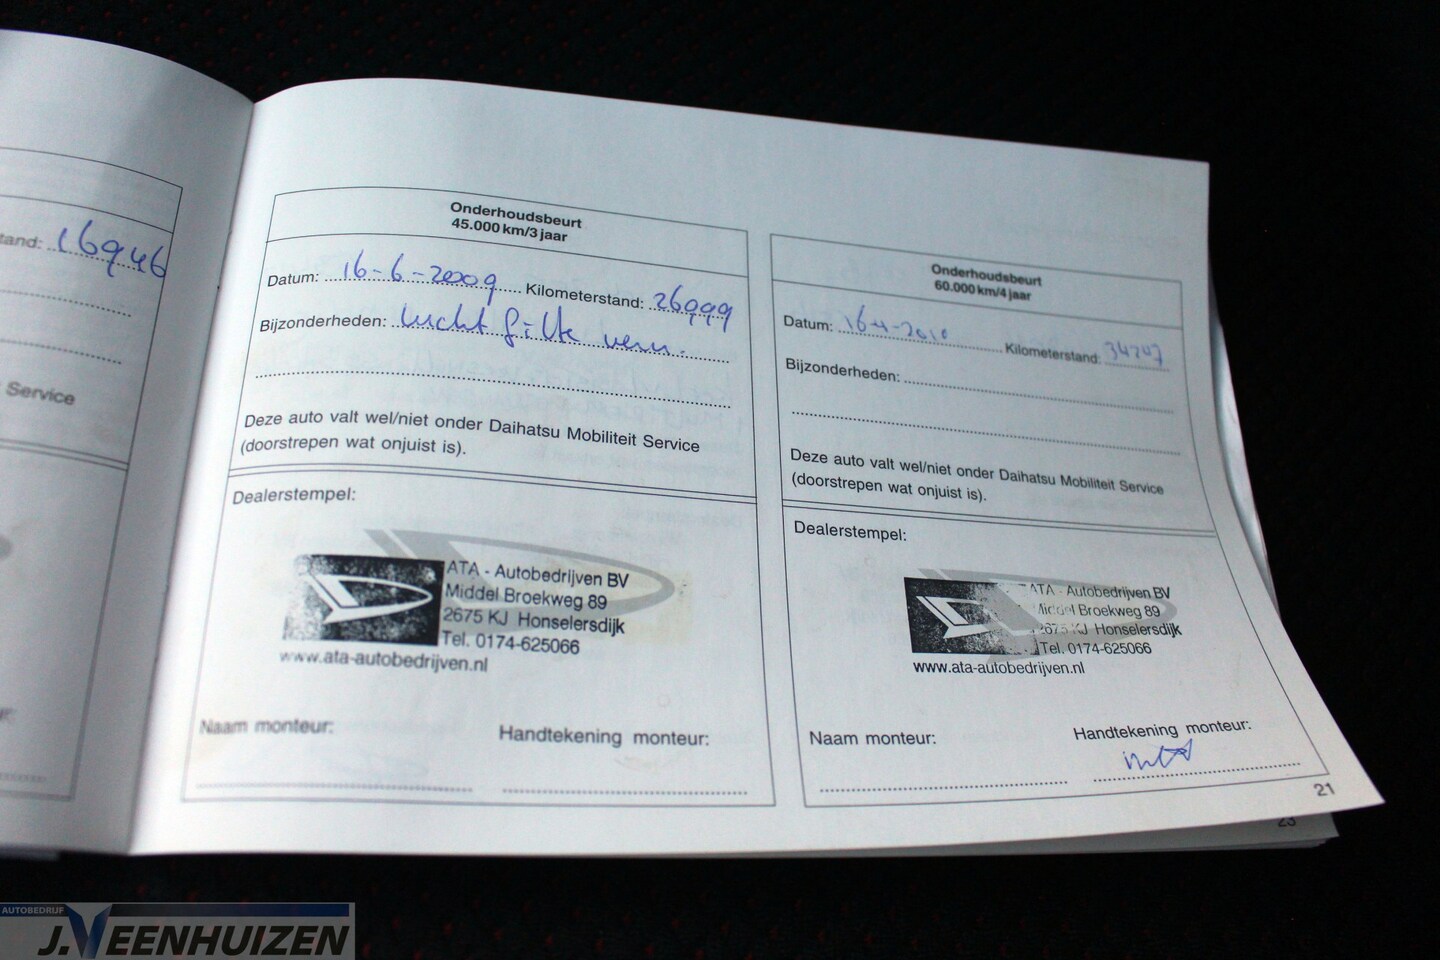 tand: 16946
Service
Onderhoudsbeurt
45.000 km/3 jaar
Datum: 16-6-2009 Kilometerstand: 26999
Bijzonderheden: lucht filte vern.
Deze auto valt wel/niet onder Daihatsu Mobiliteit Service
(doorstrepen wat onjuist is).
Dealerstempel:
ATA - Autobedrijven BV
Middel Broekweg 89
2675 KJ Honselersdijk
Tel. 0174-625066
www.ata-autobedrijven.nl
Naam monteur: Handtekening monteur:
Onderhoudsbeurt
60.000 km/4 jaar
Datum: 16-4-2010 Kilometerstand: 34247
Bijzonderheden:
Deze auto valt wel/niet onder Daihatsu Mobiliteit Service
(doorstrepen wat onjuist is).
Dealerstempel:
ATA - Autobedrijven BV
Middel Broekweg 89
2675 KJ Honselersdijk
Tel. 0174-625066
www.ata-autobedrijven.nl
Naam monteur: Handtekening monteur:
21
23
AUTOBEDRIJF
J.VEENHUIZEN